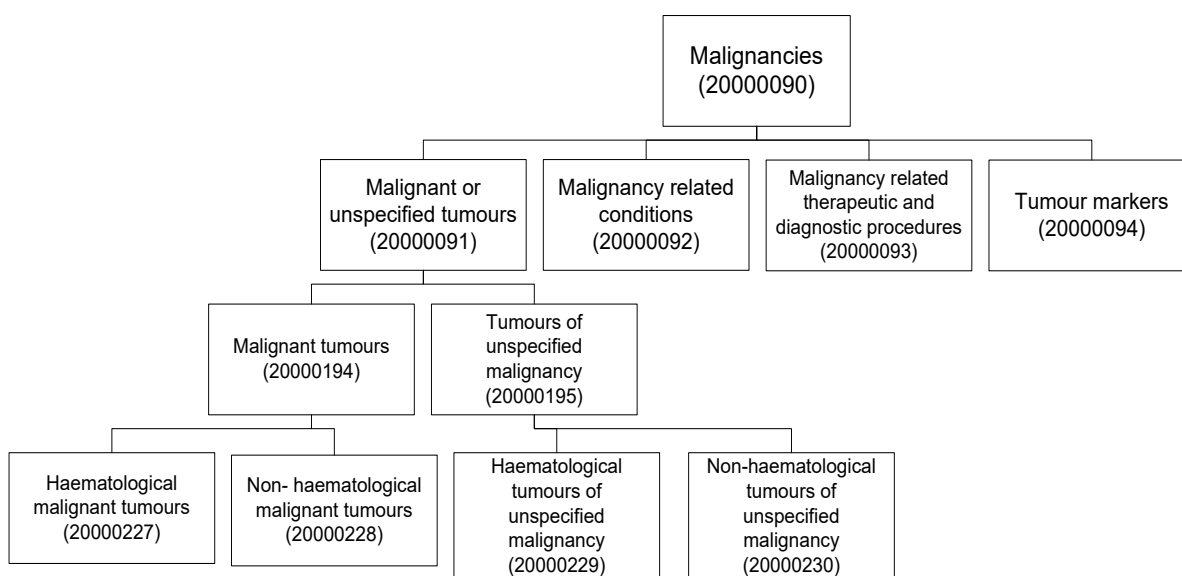 Malignancies
(20000090)
Malignant or
unspecified tumours
(20000091)
Malignancy related
conditions
(20000092)
Malignancy related
therapeutic and
diagnostic procedures
(20000093)
Tumour markers
(20000094)
Malignant tumours
(20000194)
Tumours of
unspecified
malignancy
(20000195)
Haematological
malignant tumours
(20000227)
Non- haematological
malignant tumours
(20000228)
Haematological
tumours of
unspecified
malignancy
(20000229)
Non-haematological
tumours of
unspecified
malignancy
(20000230)